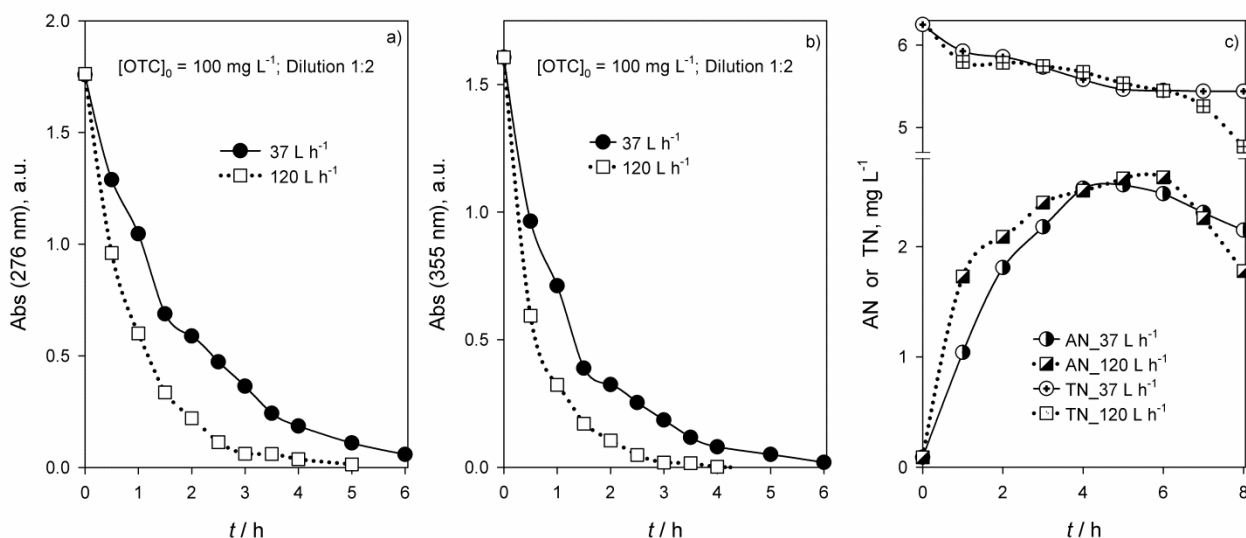 a)
[OTC]₀ = 100 mg L⁻¹; Dilution 1:2
37 L h⁻¹
120 L h⁻¹
Abs (276 nm), a.u.
2.0
1.5
1.0
0.5
0.0
0 1 2 3 4 5 6
t / h
b)
[OTC]₀ = 100 mg L⁻¹; Dilution 1:2
37 L h⁻¹
120 L h⁻¹
Abs (355 nm), a.u.
1.5
1.0
0.5
0.0
0 1 2 3 4 5 6
t / h
c)
AN or TN, mg L⁻¹
6
5
2
1
0
AN_37 L h⁻¹
AN_120 L h⁻¹
TN_37 L h⁻¹
TN_120 L h⁻¹
0 2 4 6 8
t / h